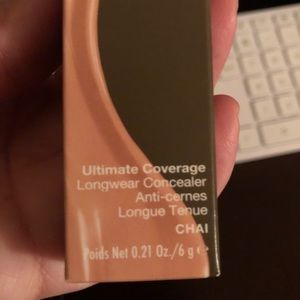 Ultimate Coverage
Longwear Concealer
Anti-cernes
Longue Tenue
CHAI
Poids Net 0.21 Oz./6 g e